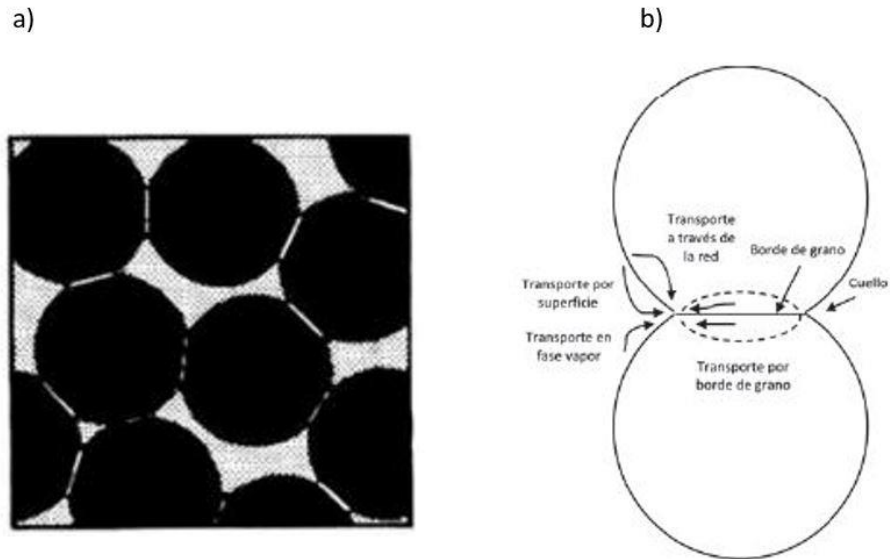 a)
b)
Transporte
a través de
la red
Borde de grano
Transporte por
superficie
Cuello
Transporte en
fase vapor
Transporte por
borde de grano